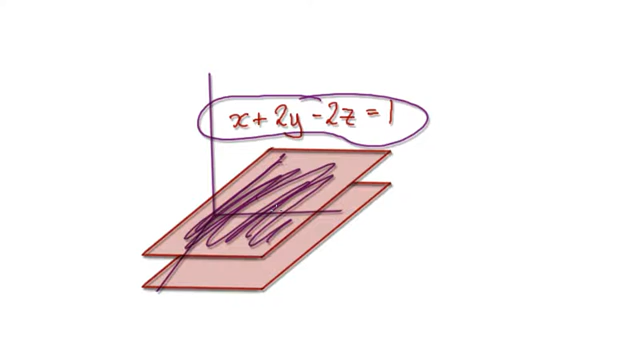 x + 2y - 2z = 1